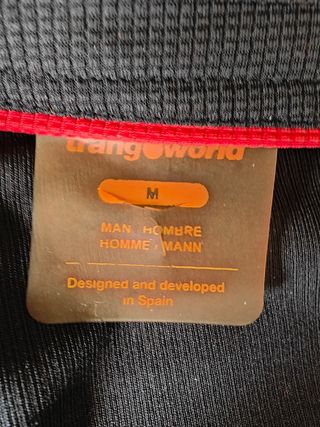 trangoworld
M
MAN HOMBRE
HOMME MANN
Designed and developed
in Spain